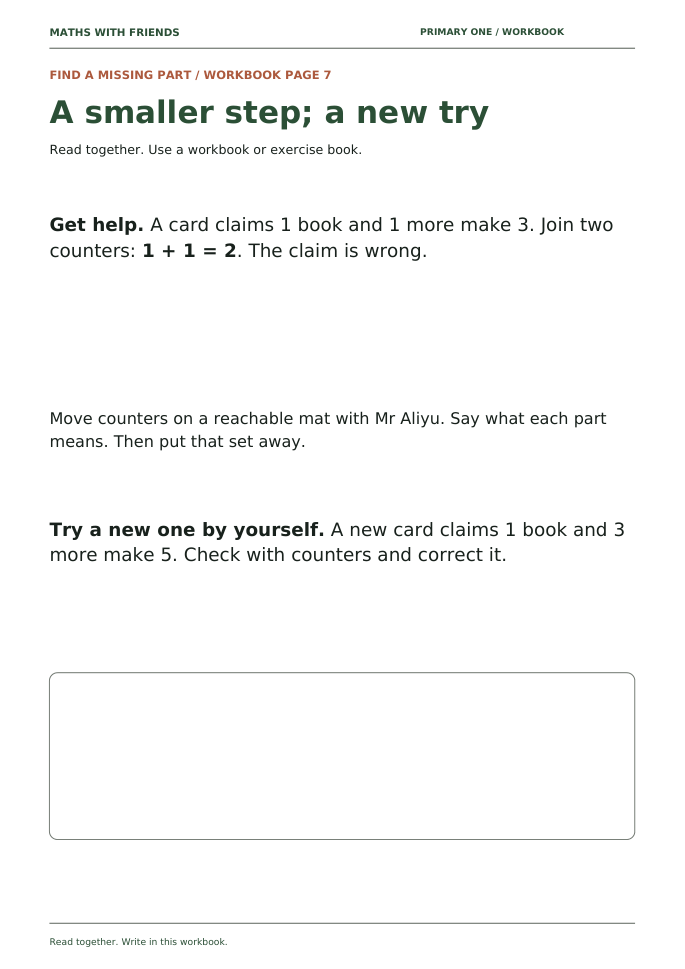 MATHS WITH FRIENDS
PRIMARY ONE / WORKBOOK
FIND A MISSING PART / WORKBOOK PAGE 7
A smaller step; a new try
Read together. Use a workbook or exercise book.
Get help. A card claims 1 book and 1 more make 3. Join two
counters: 1 + 1 = 2. The claim is wrong.
Move counters on a reachable mat with Mr Aliyu. Say what each part
means. Then put that set away.
Try a new one by yourself. A new card claims 1 book and 3
more make 5. Check with counters and correct it.
Read together. Write in this workbook.